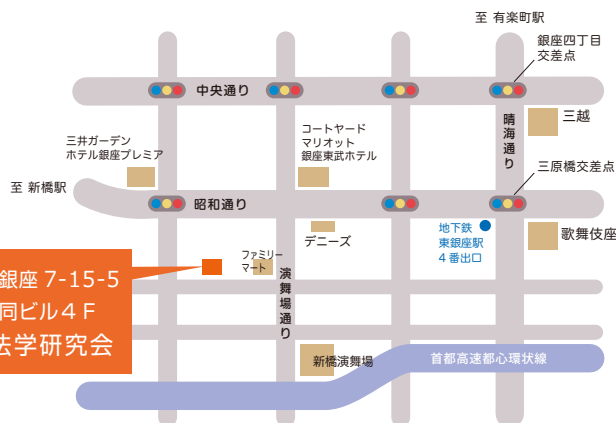 至 有楽町駅
銀座四丁目
交差点
中央通り
三越
晴海通り
三井ガーデン
ホテル銀座プレミア
コートヤード
マリオット
銀座東武ホテル
三原橋交差点
至 新橋駅
昭和通り
地下鉄
東銀座駅
4 番出口
歌舞伎座
デニーズ
ファミリー
マート
演舞場通り
銀座 7-15-5
同ビル4 F
法学研究会
新橋演舞場
首都高速都心環状線